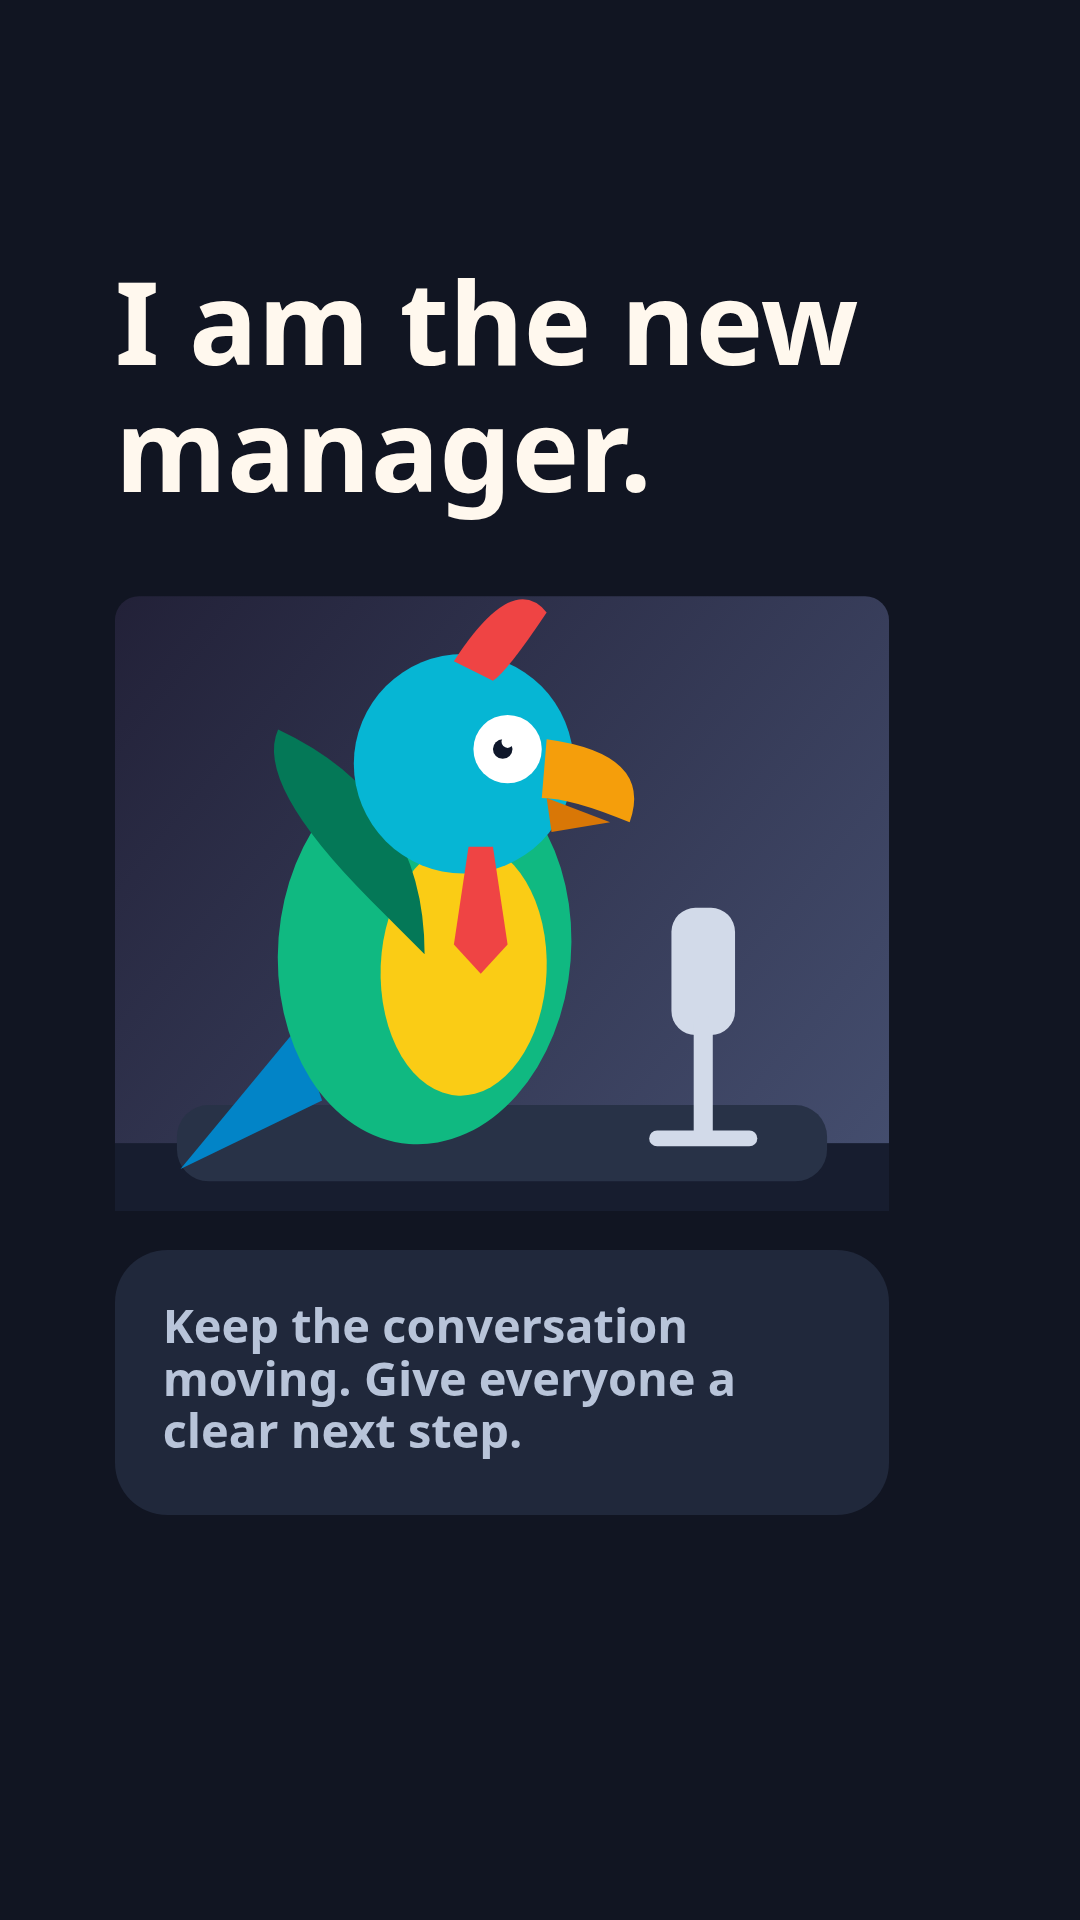 I am the new
manager.
Keep the conversation
moving. Give everyone a
clear next step.